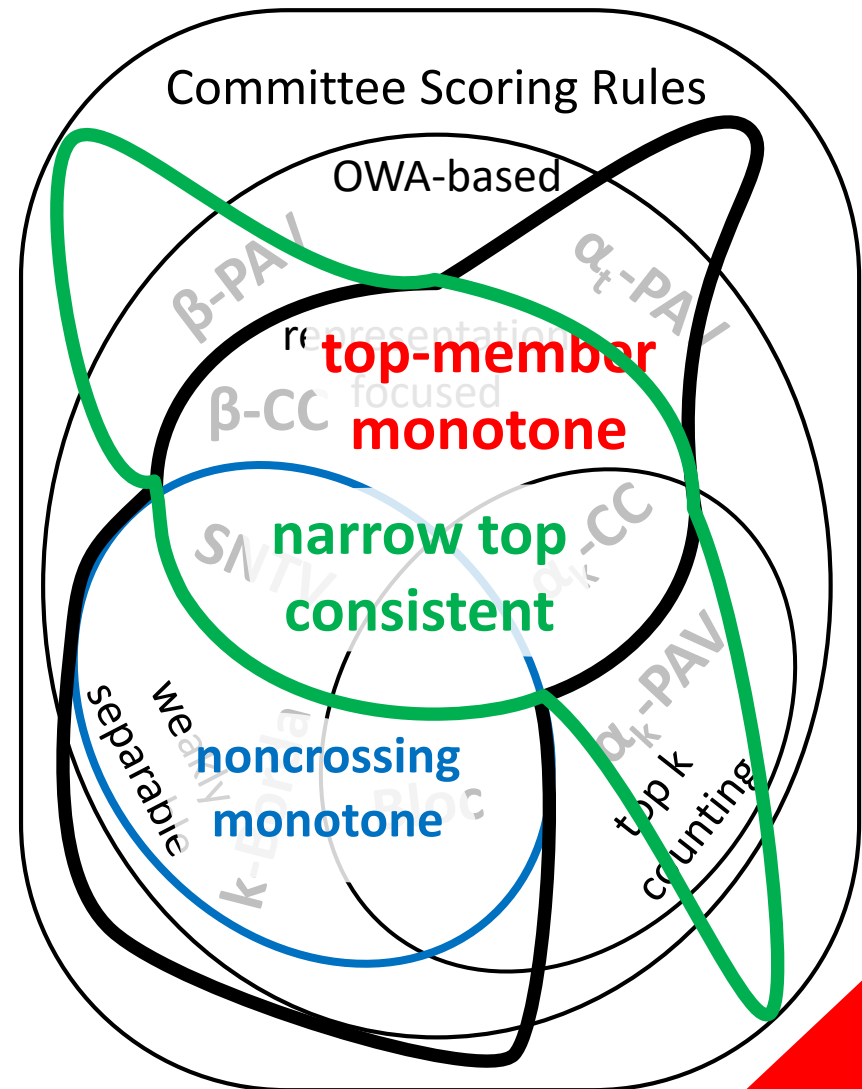 Committee Scoring Rules
OWA-based
β-PAV
αt-PAV
representation
focused
top-member
monotone
β-CC
SNTV
αk-CC
narrow top
consistent
αk-PAV
weakly
separable
noncrossing
monotone
k-Borda
Bloc
top k
counting